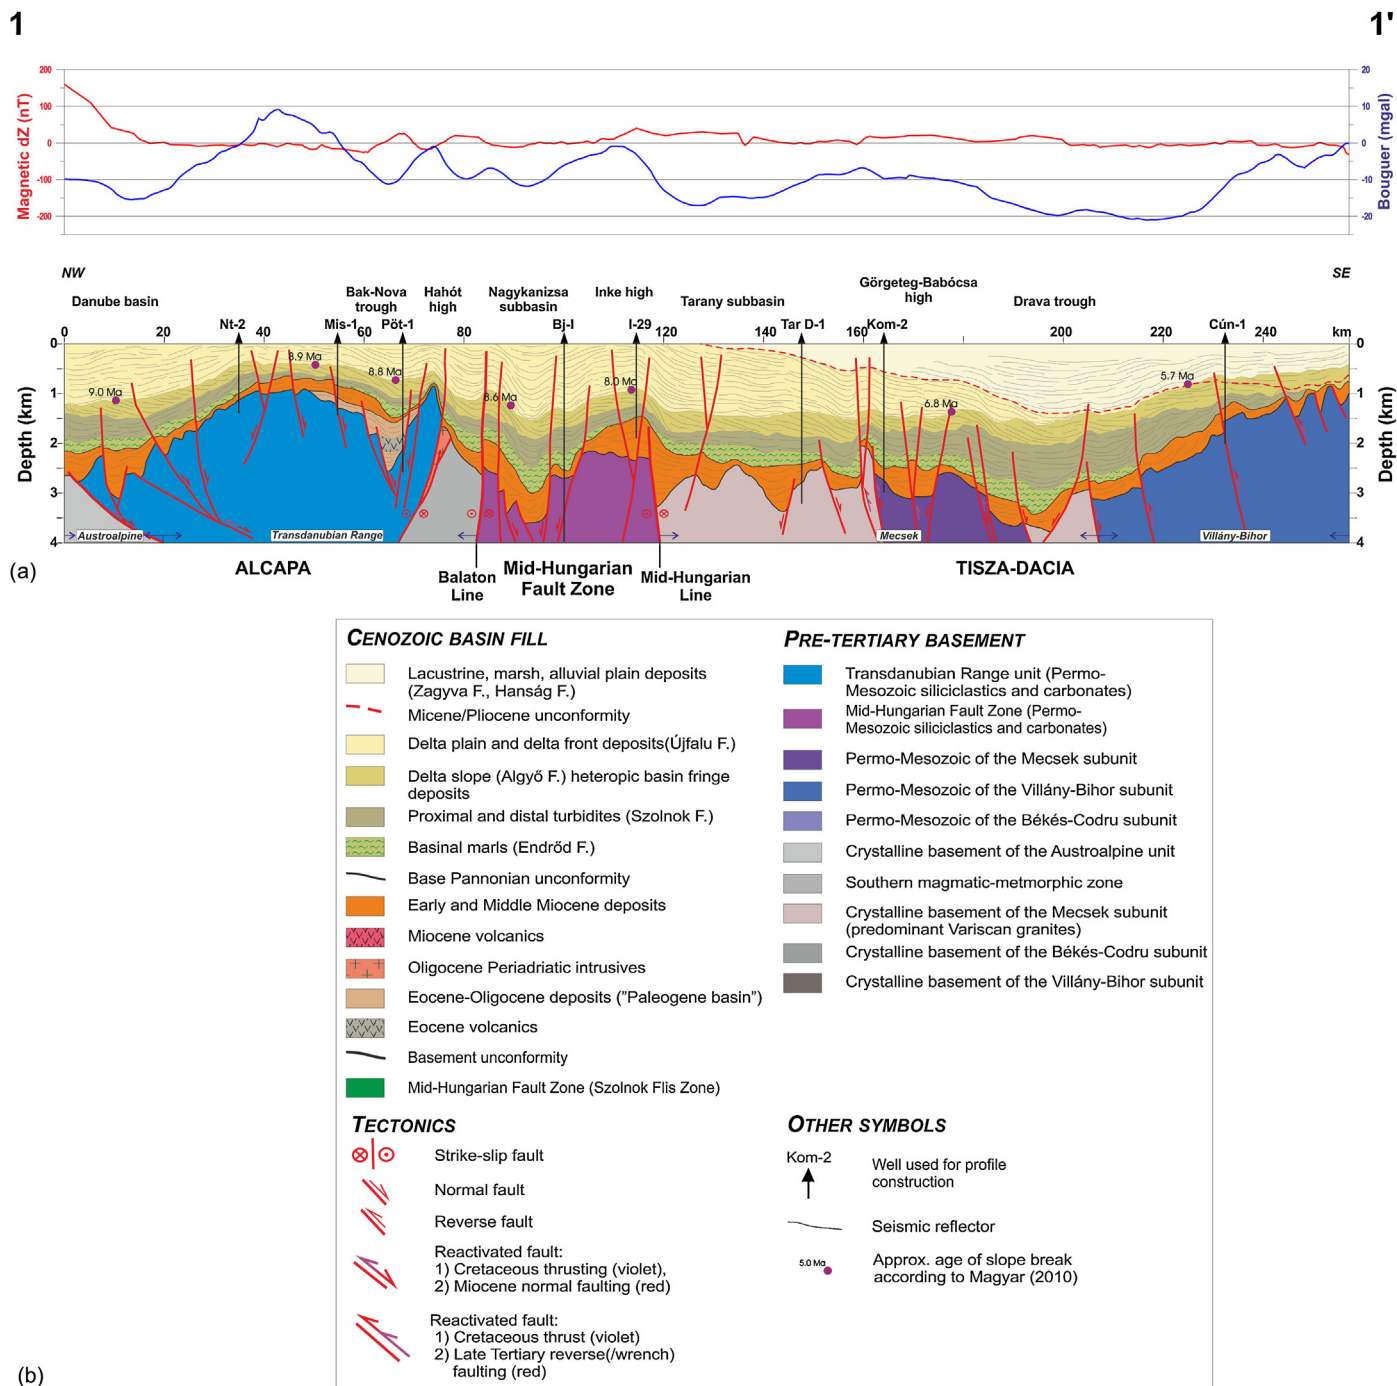 1 1'
200 20
100 10
0 0
-100 -10
-200 -20
Magnetic dZ (nT)
Bouguer (mgal)
NW SE
Danube basin
Bak-Nova
trough
Hahót
high
Nagykanizsa
subbasin
Inke high
Tarany subbasin
Görgeteg-Babócsa
high
Drava trough
Nt-2 Mis-1 Pöt-1 Bj-I I-29 Tar D-1 Kom-2 Cún-1
0 20 40 60 80 120 140 160 200 220 240 km
0 0
1 1
2 2
3 3
4 4
Depth (km)
Depth (km)
9.0 Ma
8.9 Ma
8.8 Ma
8.6 Ma
8.0 Ma
6.8 Ma
5.7 Ma
Austroalpine
Transdanubian Range
Mecsek
Villány-Bihor
(a)
ALCAPA
Balaton
Line
Mid-Hungarian
Fault Zone
Mid-Hungarian
Line
TISZA-DACIA
CENOZOIC BASIN FILL
Lacustrine, marsh, alluvial plain deposits
(Zagyva F., Hanság F.)
Micene/Pliocene unconformity
Delta plain and delta front deposits(Újfalu F.)
Delta slope (Algyő F.) heteropic basin fringe
deposits
Proximal and distal turbidites (Szolnok F.)
Basinal marls (Endrőd F.)
Base Pannonian unconformity
Early and Middle Miocene deposits
Miocene volcanics
Oligocene Periadriatic intrusives
Eocene-Oligocene deposits ("Paleogene basin")
Eocene volcanics
Basement unconformity
Mid-Hungarian Fault Zone (Szolnok Flis Zone)
PRE-TERTIARY BASEMENT
Transdanubian Range unit (Permo-
Mesozoic siliciclastics and carbonates)
Mid-Hungarian Fault Zone (Permo-
Mesozoic siliciclastics and carbonates)
Permo-Mesozoic of the Mecsek subunit
Permo-Mesozoic of the Villány-Bihor subunit
Permo-Mesozoic of the Békés-Codru subunit
Crystalline basement of the Austroalpine unit
Southern magmatic-metmorphic zone
Crystalline basement of the Mecsek subunit
(predominant Variscan granites)
Crystalline basement of the Békés-Codru subunit
Crystalline basement of the Villány-Bihor subunit
TECTONICS
Strike-slip fault
Normal fault
Reverse fault
Reactivated fault:
1) Cretaceous thrusting (violet),
2) Miocene normal faulting (red)
Reactivated fault:
1) Cretaceous thrust (violet)
2) Late Tertiary reverse(/wrench)
faulting (red)
OTHER SYMBOLS
Kom-2
Well used for profile
construction
Seismic reflector
5.0 Ma
Approx. age of slope break
according to Magyar (2010)
(b)